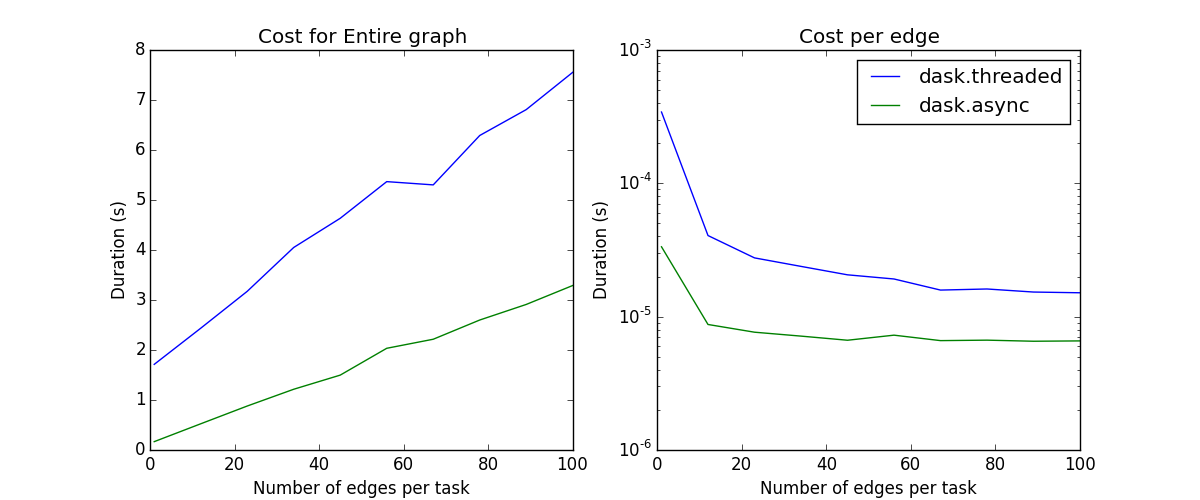 Cost for Entire graph
8
7
6
5
4
3
2
1
0
Duration (s)
0 20 40 60 80 100
Number of edges per task
Cost per edge
dask.threaded
dask.async
10^-3
10^-4
10^-5
10^-6
Duration (s)
0 20 40 60 80 100
Number of edges per task